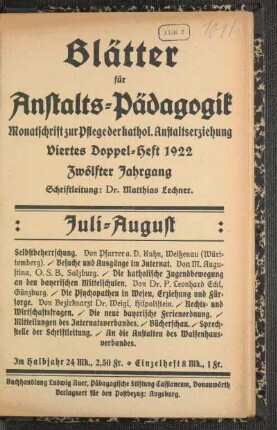 Blätter
für
Anstalts-Pädagogik
Monatschrift zur Pflege der kathol. Anstaltserziehung
Viertes Doppel-Heft 1922
Zwölfter Jahrgang
Schriftleitung: Dr. Matthias Lechner.
: Juli-August :
Selbstbeherrschung. Von Pfarrer a. D. Kuhn, Weißenau (Würt-
temberg). / Besuche und Ausgänge im Internat. Von M. Augu-
stina, O. S. B., Salzburg. / Die katholische Jugendbewegung
an den bayerischen Mittelschulen. Von Dr. P. Leonhard Eckl,
Günzburg. / Die Psychopathen in Wesen, Erziehung und Für-
sorge. Von Bezirksarzt Dr. Weigl, Hilpoltstein. / Rechts- und
Wirtschaftsfragen. / Die neue bayerische Ferienordnung. /
Mitteilungen des Internatsverbandes. / Bücherschau. / Sprech-
stelle der Schriftleitung. / An die Anstalten des Waisenhaus-
verbandes.
Im Halbjahr 24 Mk., 2,50 Fr. + Einzelheft 8 Mk., 1 Fr.
Buchhandlung Ludwig Auer, Pädagogische Stiftung Cassianeum, Donauwörth
Verlagsort für den Postbezug: Augsburg.